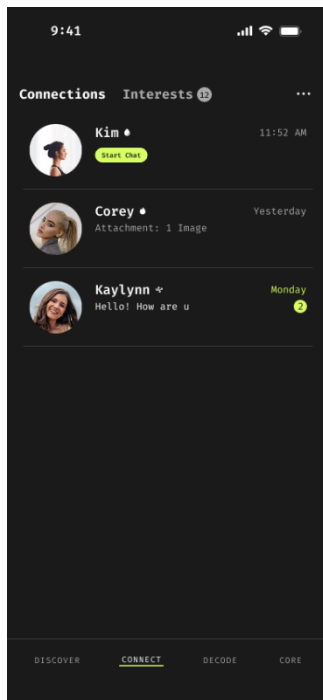 9:41
Connections Interests 12 ...
Kim 11:52 AM
Start Chat
Corey Yesterday
Attachment: 1 Image
Kaylynn Monday
Hello! How are u 2
DISCOVER CONNECT DECODE CORE